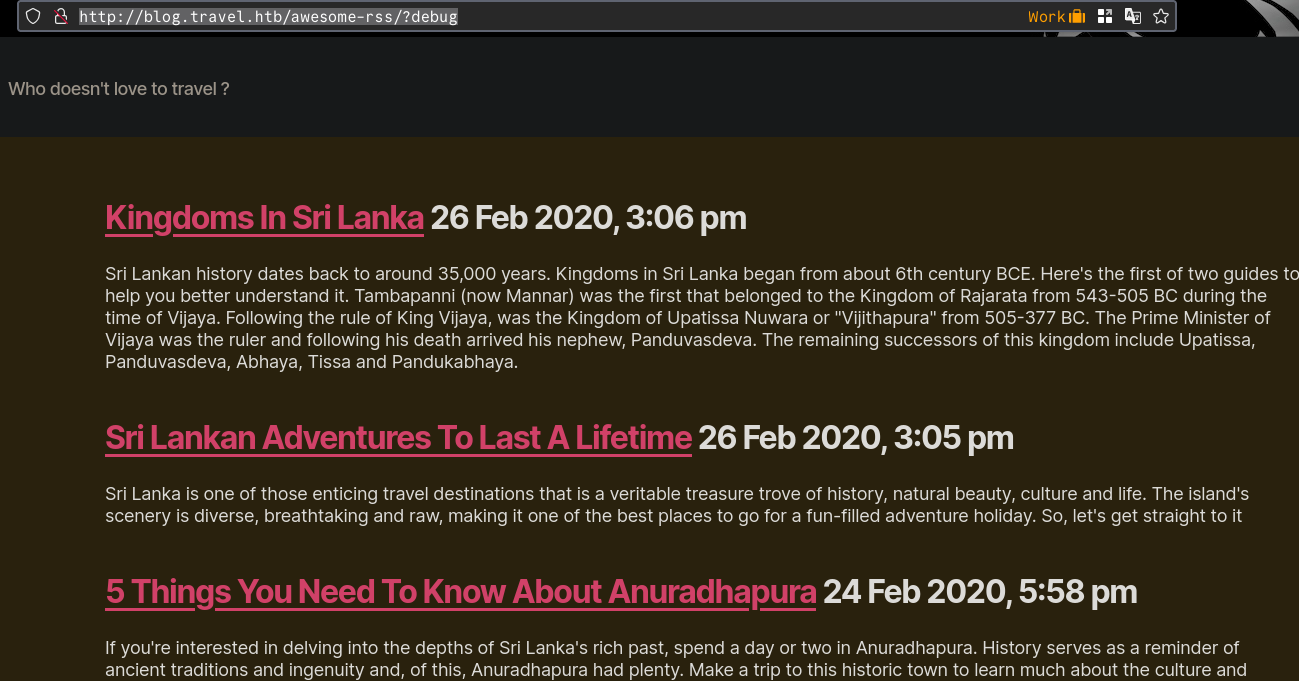 http://blog.travel.htb/awesome-rss/?debug
Work
Who doesn't love to travel ?
Kingdoms In Sri Lanka 26 Feb 2020, 3:06 pm
Sri Lankan history dates back to around 35,000 years. Kingdoms in Sri Lanka began from about 6th century BCE. Here's the first of two guides to
help you better understand it. Tambapanni (now Mannar) was the first that belonged to the Kingdom of Rajarata from 543-505 BC during the
time of Vijaya. Following the rule of King Vijaya, was the Kingdom of Upatissa Nuwara or "Vijithapura" from 505-377 BC. The Prime Minister of
Vijaya was the ruler and following his death arrived his nephew, Panduvasdeva. The remaining successors of this kingdom include Upatissa,
Panduvasdeva, Abhaya, Tissa and Pandukabhaya.
Sri Lankan Adventures To Last A Lifetime 26 Feb 2020, 3:05 pm
Sri Lanka is one of those enticing travel destinations that is a veritable treasure trove of history, natural beauty, culture and life. The island's
scenery is diverse, breathtaking and raw, making it one of the best places to go for a fun-filled adventure holiday. So, let's get straight to it
5 Things You Need To Know About Anuradhapura 24 Feb 2020, 5:58 pm
If you're interested in delving into the depths of Sri Lanka's rich past, spend a day or two in Anuradhapura. History serves as a reminder of
ancient traditions and ingenuity and, of this, Anuradhapura had plenty. Make a trip to this historic town to learn much about the culture and